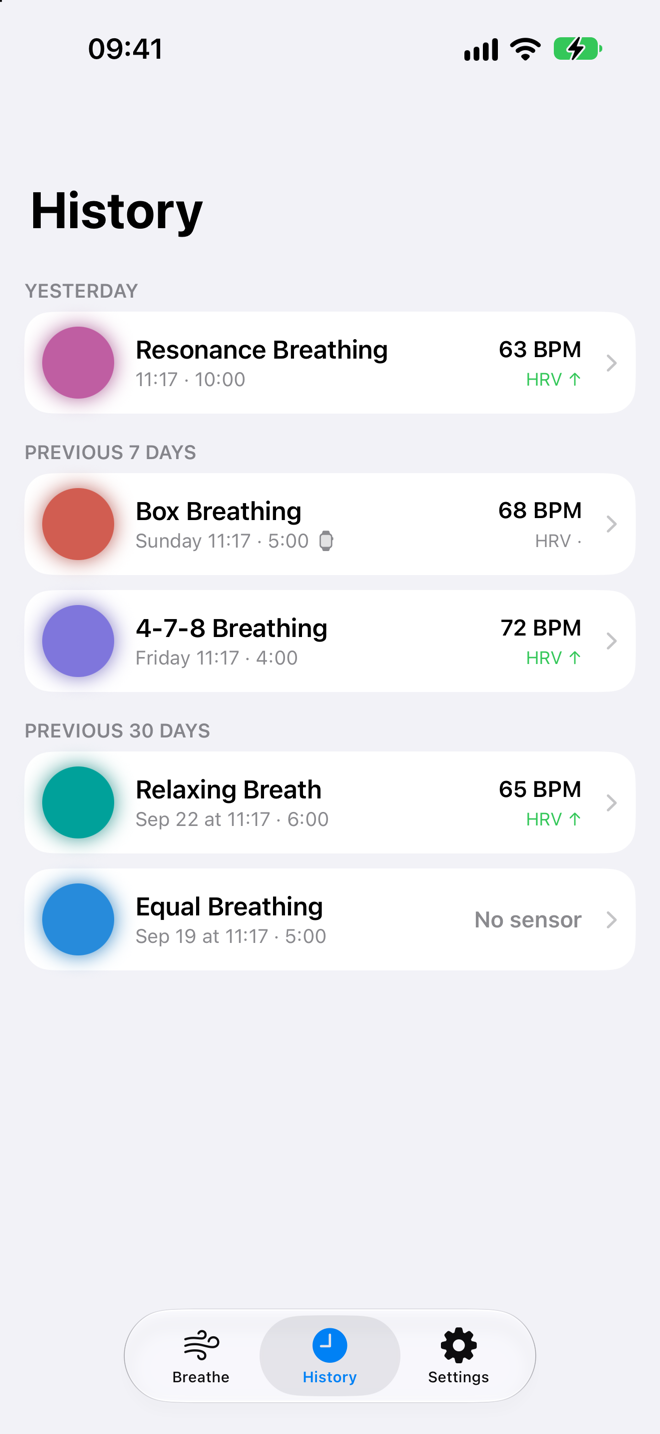 09:41
History
YESTERDAY
Resonance Breathing
63 BPM
11:17 · 10:00
HRV ↑
PREVIOUS 7 DAYS
Box Breathing
68 BPM
Sunday 11:17 · 5:00
HRV ·
4-7-8 Breathing
72 BPM
Friday 11:17 · 4:00
HRV ↑
PREVIOUS 30 DAYS
Relaxing Breath
65 BPM
Sep 22 at 11:17 · 6:00
HRV ↑
Equal Breathing
No sensor
Sep 19 at 11:17 · 5:00
Breathe
History
Settings